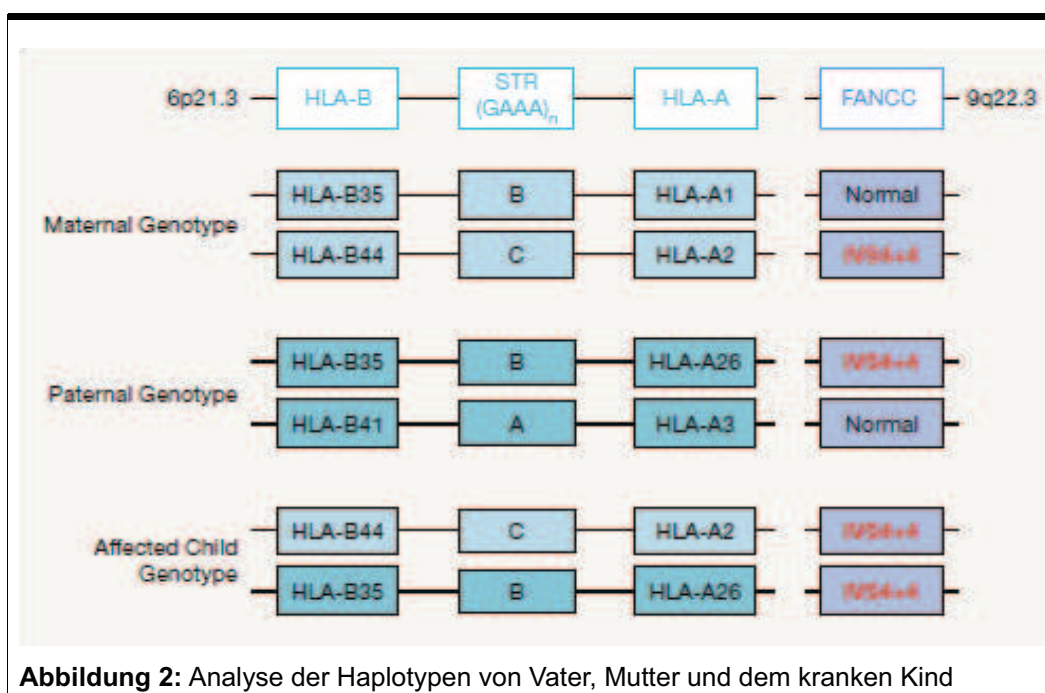 6p21.3 HLA-B STR (GAAA)n HLA-A FANCC 9q22.3
Maternal Genotype
HLA-B35 B HLA-A1 Normal
HLA-B44 C HLA-A2 IVS4+4
Paternal Genotype
HLA-B35 B HLA-A26 IVS4+4
HLA-B41 A HLA-A3 Normal
Affected Child
Genotype
HLA-B44 C HLA-A2 IVS4+4
HLA-B35 B HLA-A26 IVS4+4
Abbildung 2: Analyse der Haplotypen von Vater, Mutter und dem kranken Kind